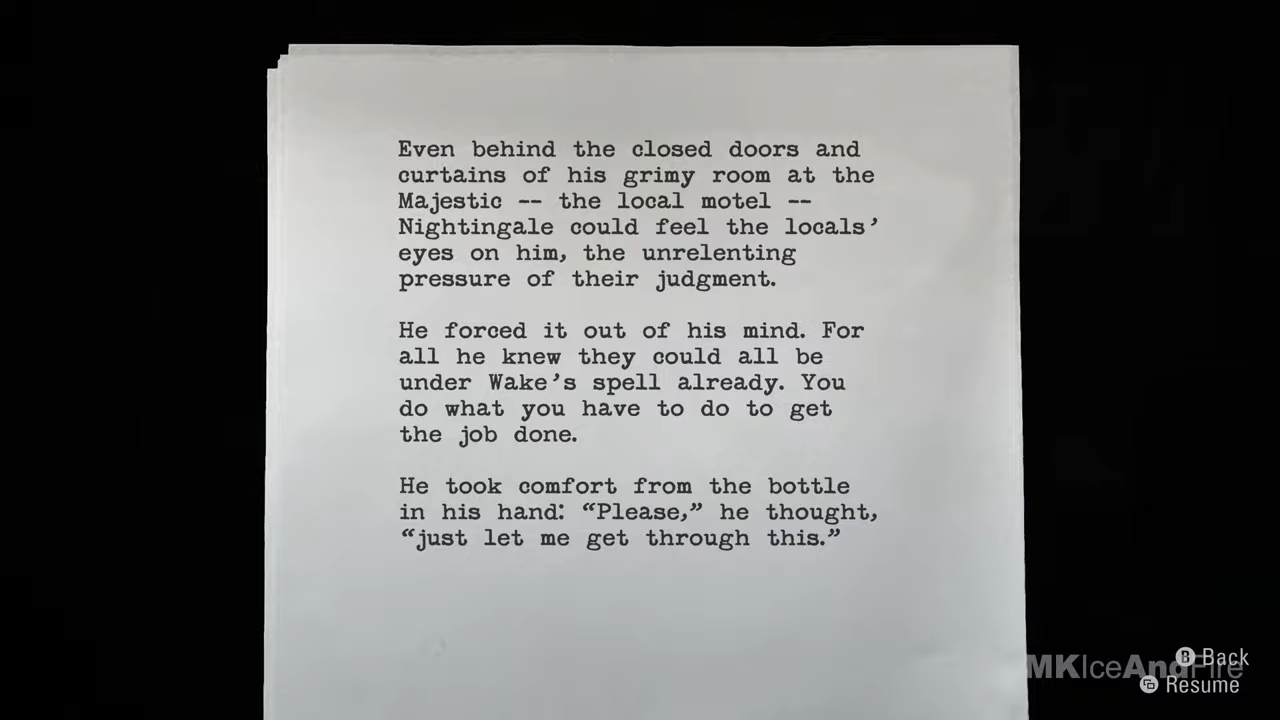 Even behind the closed doors and
curtains of his grimy room at the
Majestic -- the local motel --
Nightingale could feel the locals’
eyes on him, the unrelenting
pressure of their judgment.
He forced it out of his mind. For
all he knew they could all be
under Wake’s spell already. You
do what you have to do to get
the job done.
He took comfort from the bottle
in his hand: “Please,” he thought,
“just let me get through this.”
B Back
MKIceAndFire
Resume